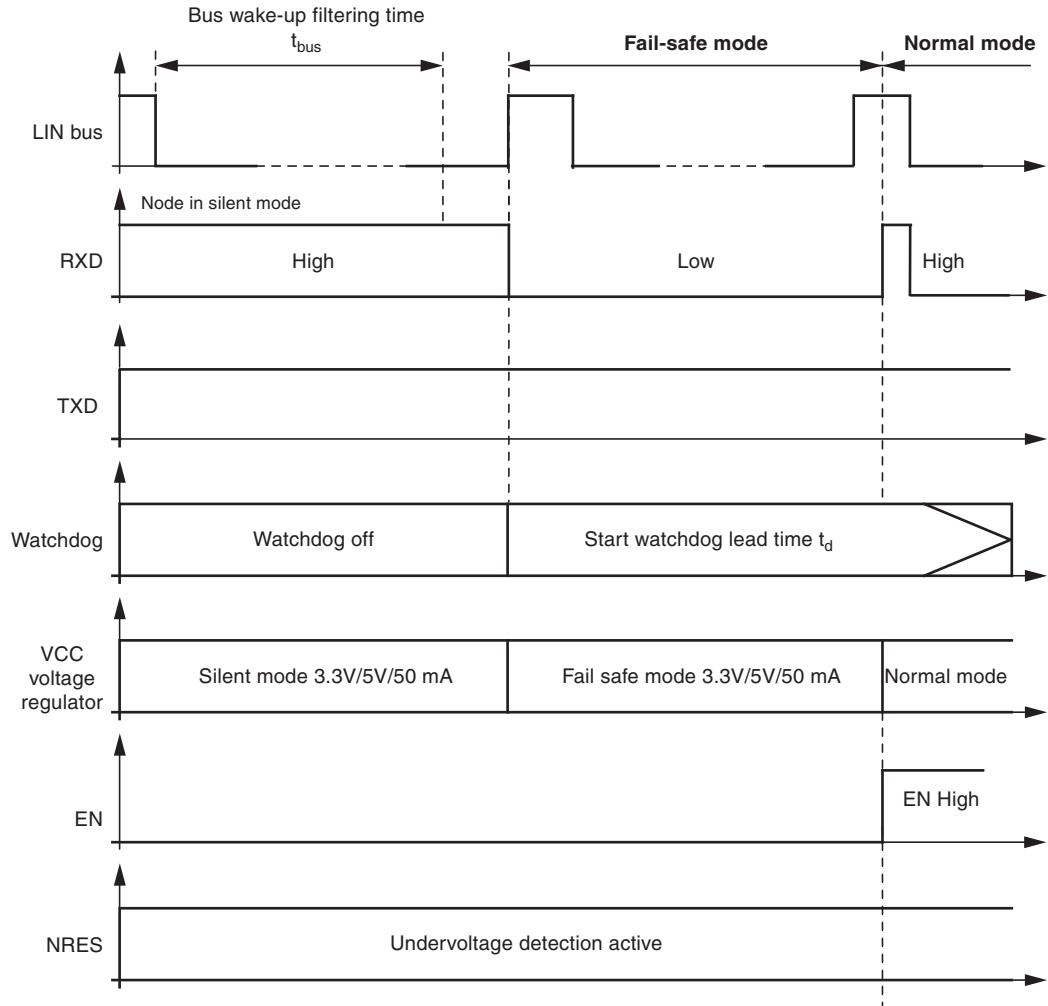 Bus wake-up filtering time
tbus
Fail-safe mode
Normal mode
LIN bus
Node in silent mode
RXD
High
Low
High
TXD
Watchdog
Watchdog off
Start watchdog lead time td
VCC
voltage
regulator
Silent mode 3.3V/5V/50 mA
Fail safe mode 3.3V/5V/50 mA
Normal mode
EN
EN High
NRES
Undervoltage detection active